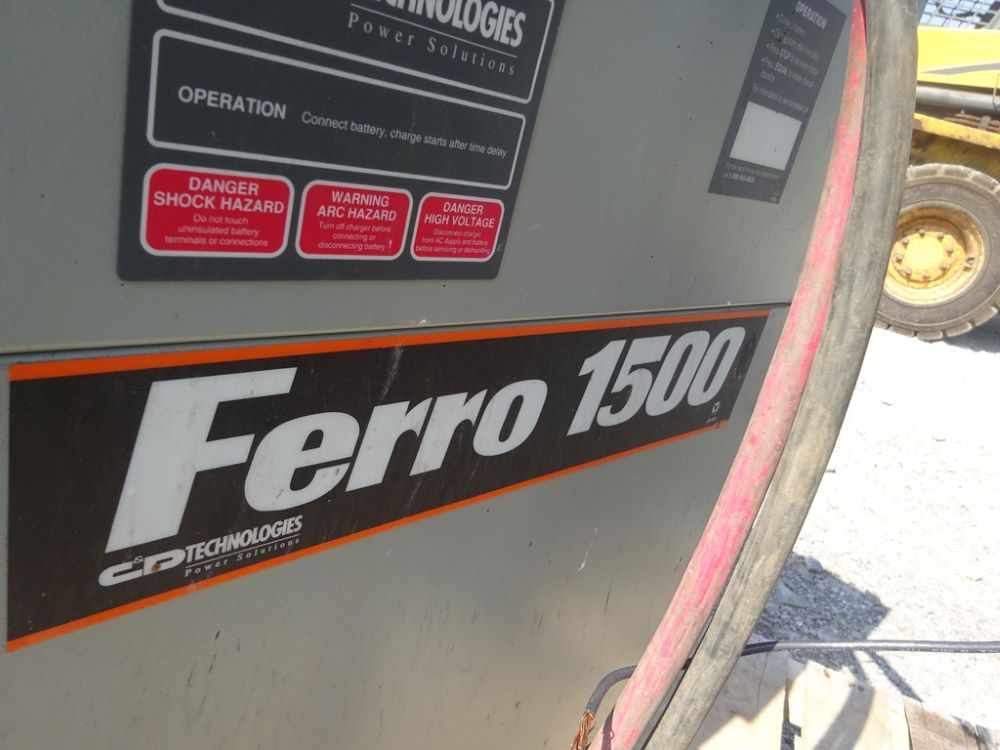 TECHNOLOGIES
Power Solutions
OPERATION Connect battery, charge starts after time delay
DANGER
SHOCK HAZARD
Do not touch
uninsulated battery
terminals or connections
WARNING
ARC HAZARD
Turn off charger before
connecting or
disconnecting battery
DANGER
HIGH VOLTAGE
Disconnect charger
from AC supply and battery
before servicing or dismantling
OPERATION
Ferro 1500
C&D TECHNOLOGIES
Power Solutions